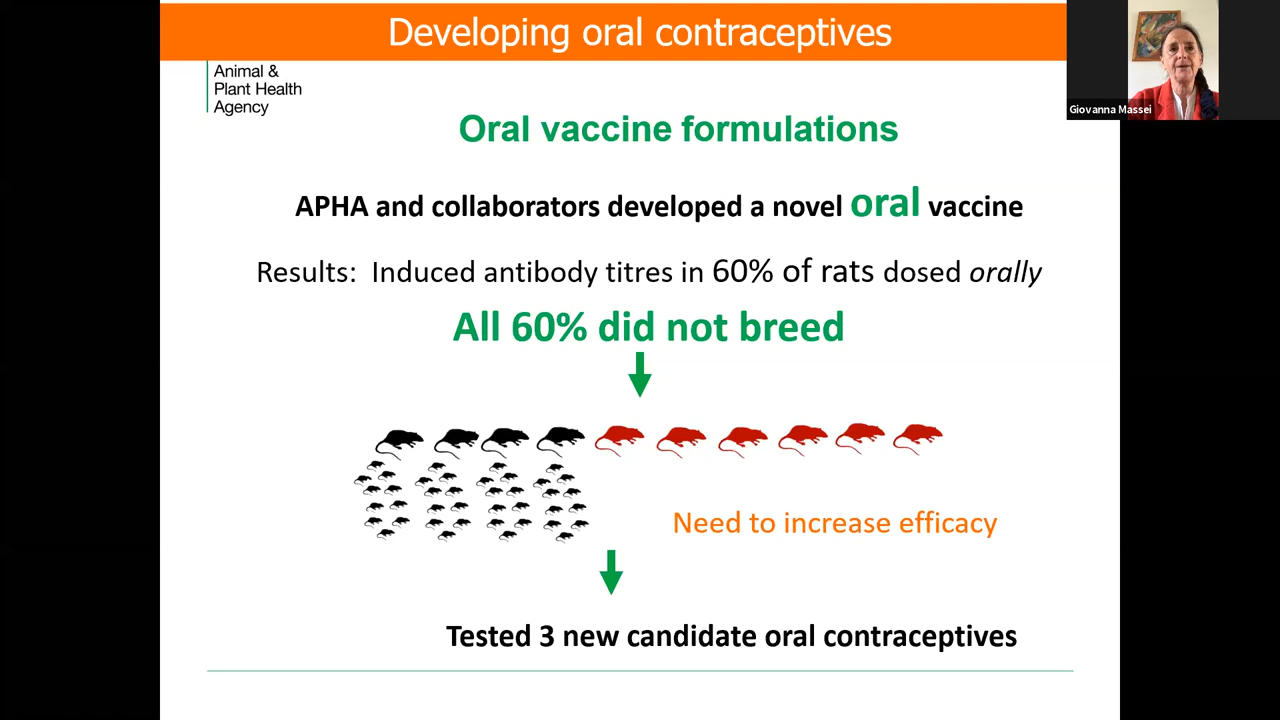 Developing oral contraceptives
Animal &
Plant Health
Agency
Giovanna Massei
Oral vaccine formulations
APHA and collaborators developed a novel oral vaccine
Results: Induced antibody titres in 60% of rats dosed orally
All 60% did not breed
Need to increase efficacy
Tested 3 new candidate oral contraceptives